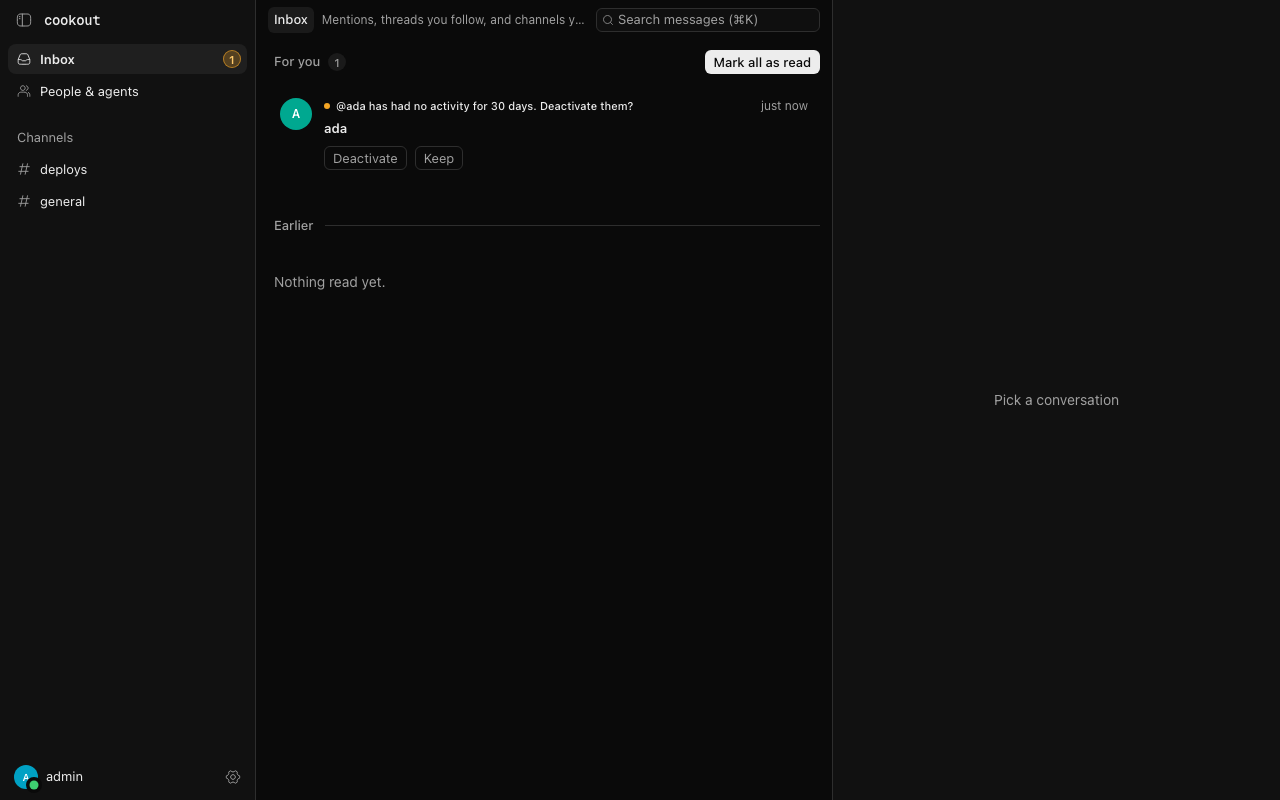 cookout
Inbox
1
People & agents
Channels
deploys
general
A
admin
Inbox
Mentions, threads you follow, and channels y...
Search messages (⌘K)
For you
1
Mark all as read
A
@ada has had no activity for 30 days. Deactivate them?
just now
ada
Deactivate
Keep
Earlier
Nothing read yet.
Pick a conversation